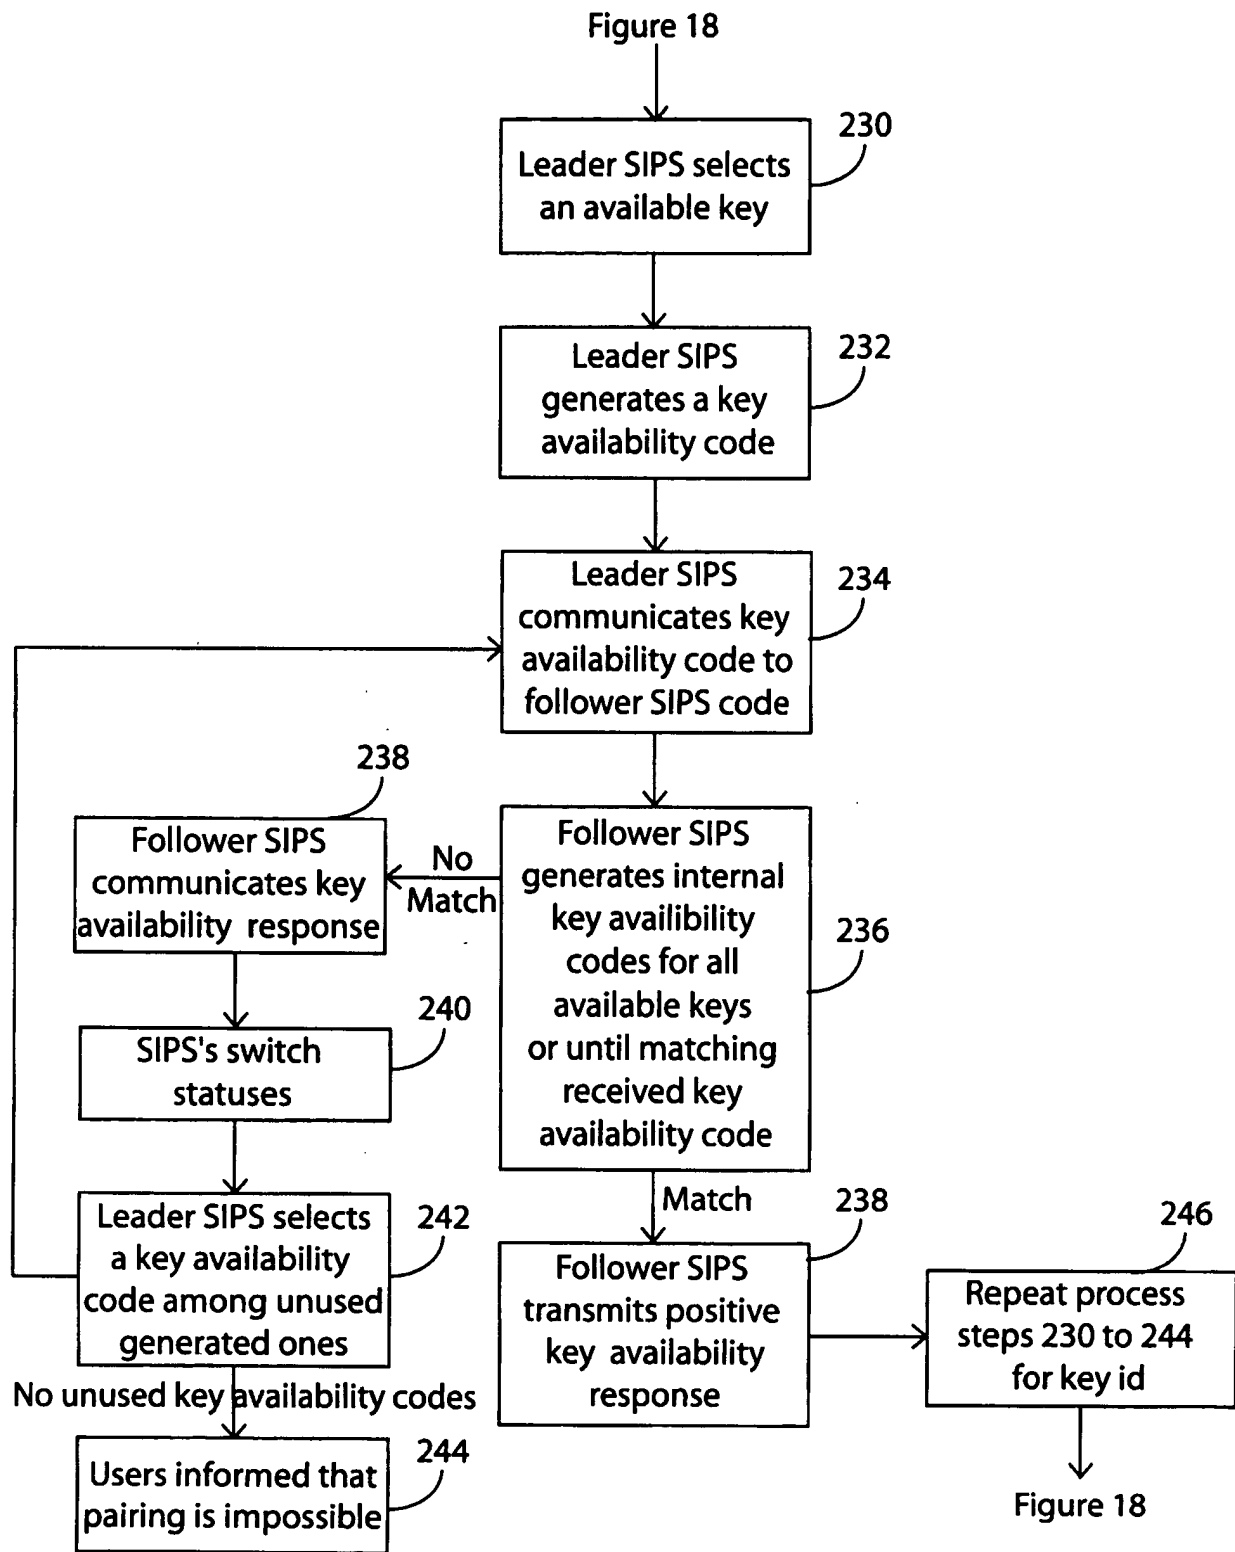 Figure 18
230
Leader SIPS selects
an available key
232
Leader SIPS
generates a key
availability code
234
Leader SIPS
communicates key
availability code to
follower SIPS code
238
Follower SIPS
communicates key
availability response
No
Match
Follower SIPS
generates internal
key availibility
codes for all
available keys
or until matching
received key
availability code
236
240
SIPS's switch
statuses
Match
242
Leader SIPS selects
a key availability
code among unused
generated ones
238
Follower SIPS
transmits positive
key availability
response
246
Repeat process
steps 230 to 244
for key id
No unused key availability codes
244
Users informed that
pairing is impossible
Figure 18